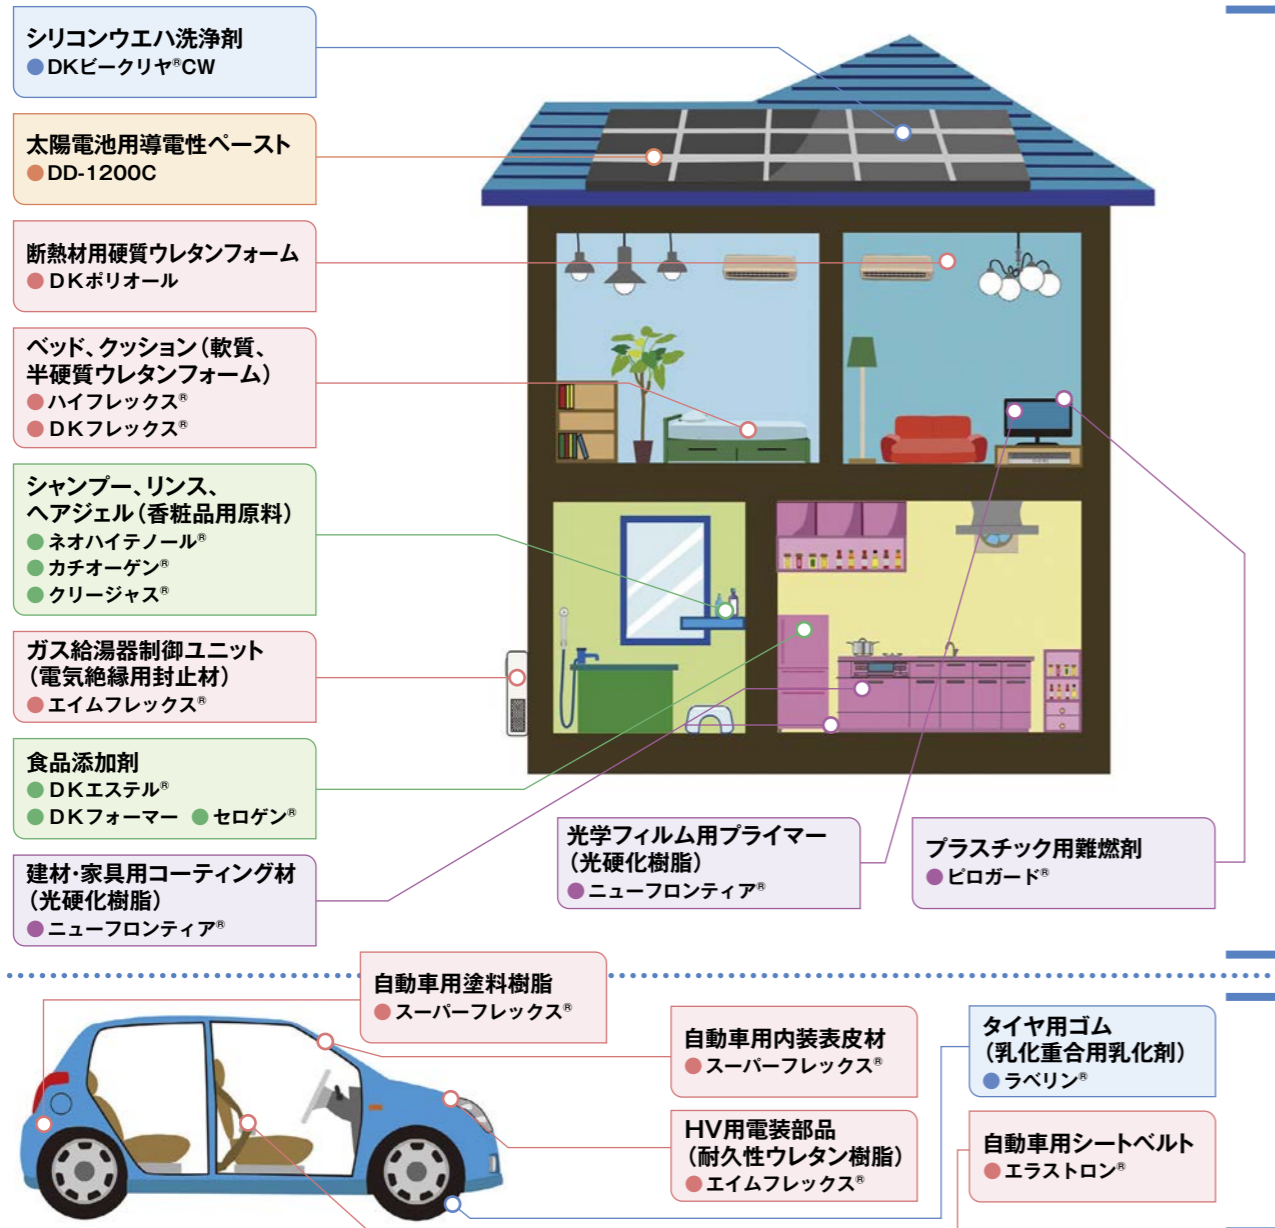 シリコンウエハ洗浄剤
●DKビークリヤ®CW
太陽電池用導電性ペースト
●DD-1200C
断熱材用硬質ウレタンフォーム
●DKポリオール
ベッド、クッション(軟質、
半硬質ウレタンフォーム)
●ハイフレックス®
●DKフレックス®
シャンプー、リンス、
ヘアジェル(香粧品用原料)
●ネオハイテノール®
●カチオーゲン®
●クリージャス®
ガス給湯器制御ユニット
(電気絶縁用封止材)
●エイムフレックス®
食品添加剤
●DKエステル®
●DKフォーマー ●セロゲン®
建材・家具用コーティング材
(光硬化樹脂)
●ニューフロンティア®
光学フィルム用プライマー
(光硬化樹脂)
●ニューフロンティア®
プラスチック用難燃剤
●ピロガード®
自動車用塗料樹脂
●スーパーフレックス®
自動車用内装表皮材
●スーパーフレックス®
タイヤ用ゴム
(乳化重合用乳化剤)
●ラベリン®
HV用電装部品
(耐久性ウレタン樹脂)
●エイムフレックス®
自動車用シートベルト
●エラストロン®